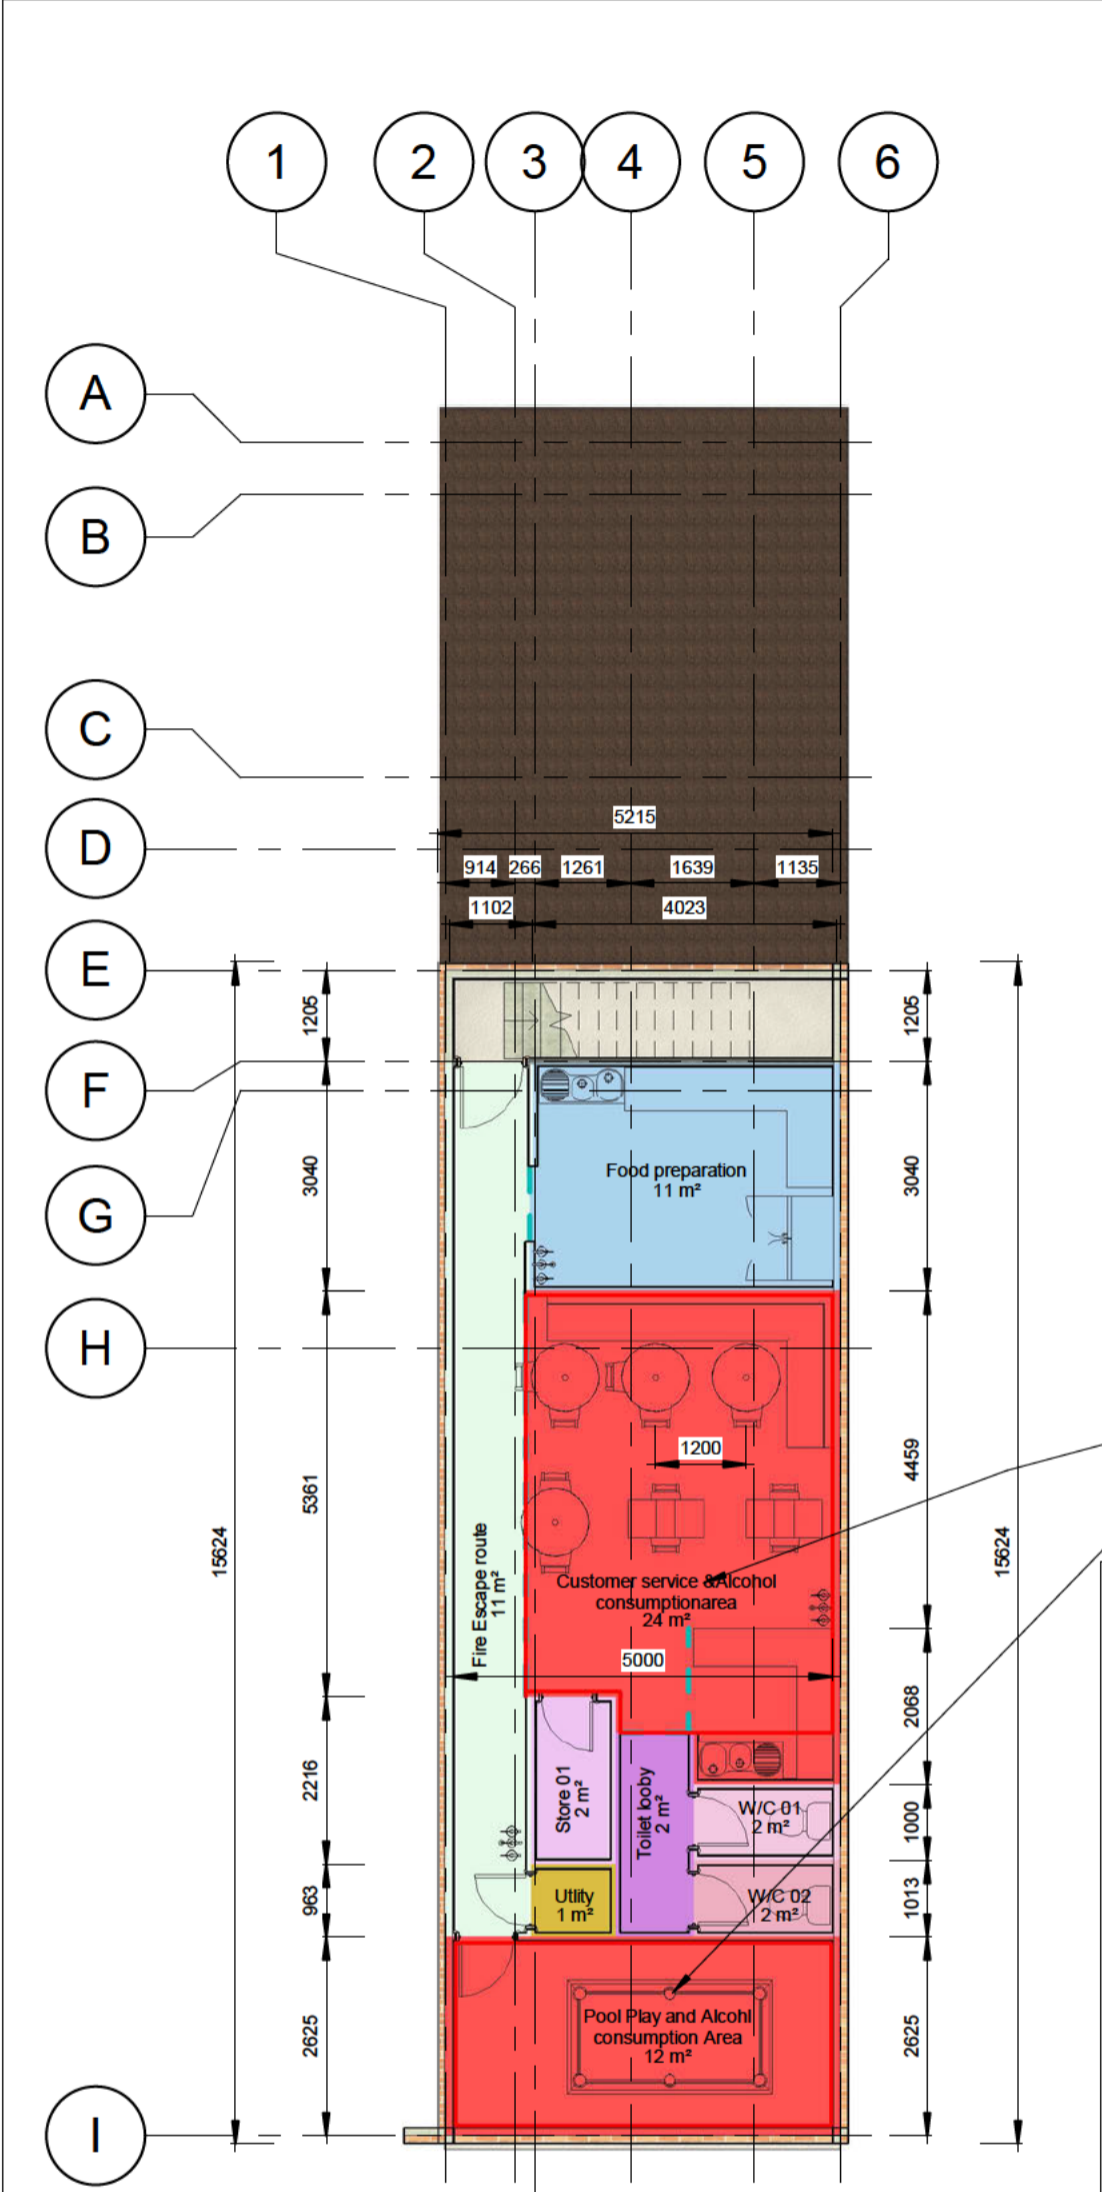 1 2 3 4 5 6
A
B
C
D
5215
914 266 1261 1639 1135
1102 4023
E
1205 1205
F
3040 3040
G
Food preparation
11 m²
H
1200
5361
4459
15624 15624
Fire Escape route
11 m²
Customer service &Alcohol
consumptionarea
24 m²
5000
2068
2216
Store 01
2 m²
Toilet looby
2 m²
W/C 01
2 m²
1000
963
Utlity
1 m²
W/C 02
2 m²
1013
2625 2625
Pool Play and Alcohl
consumption Area
12 m²
I